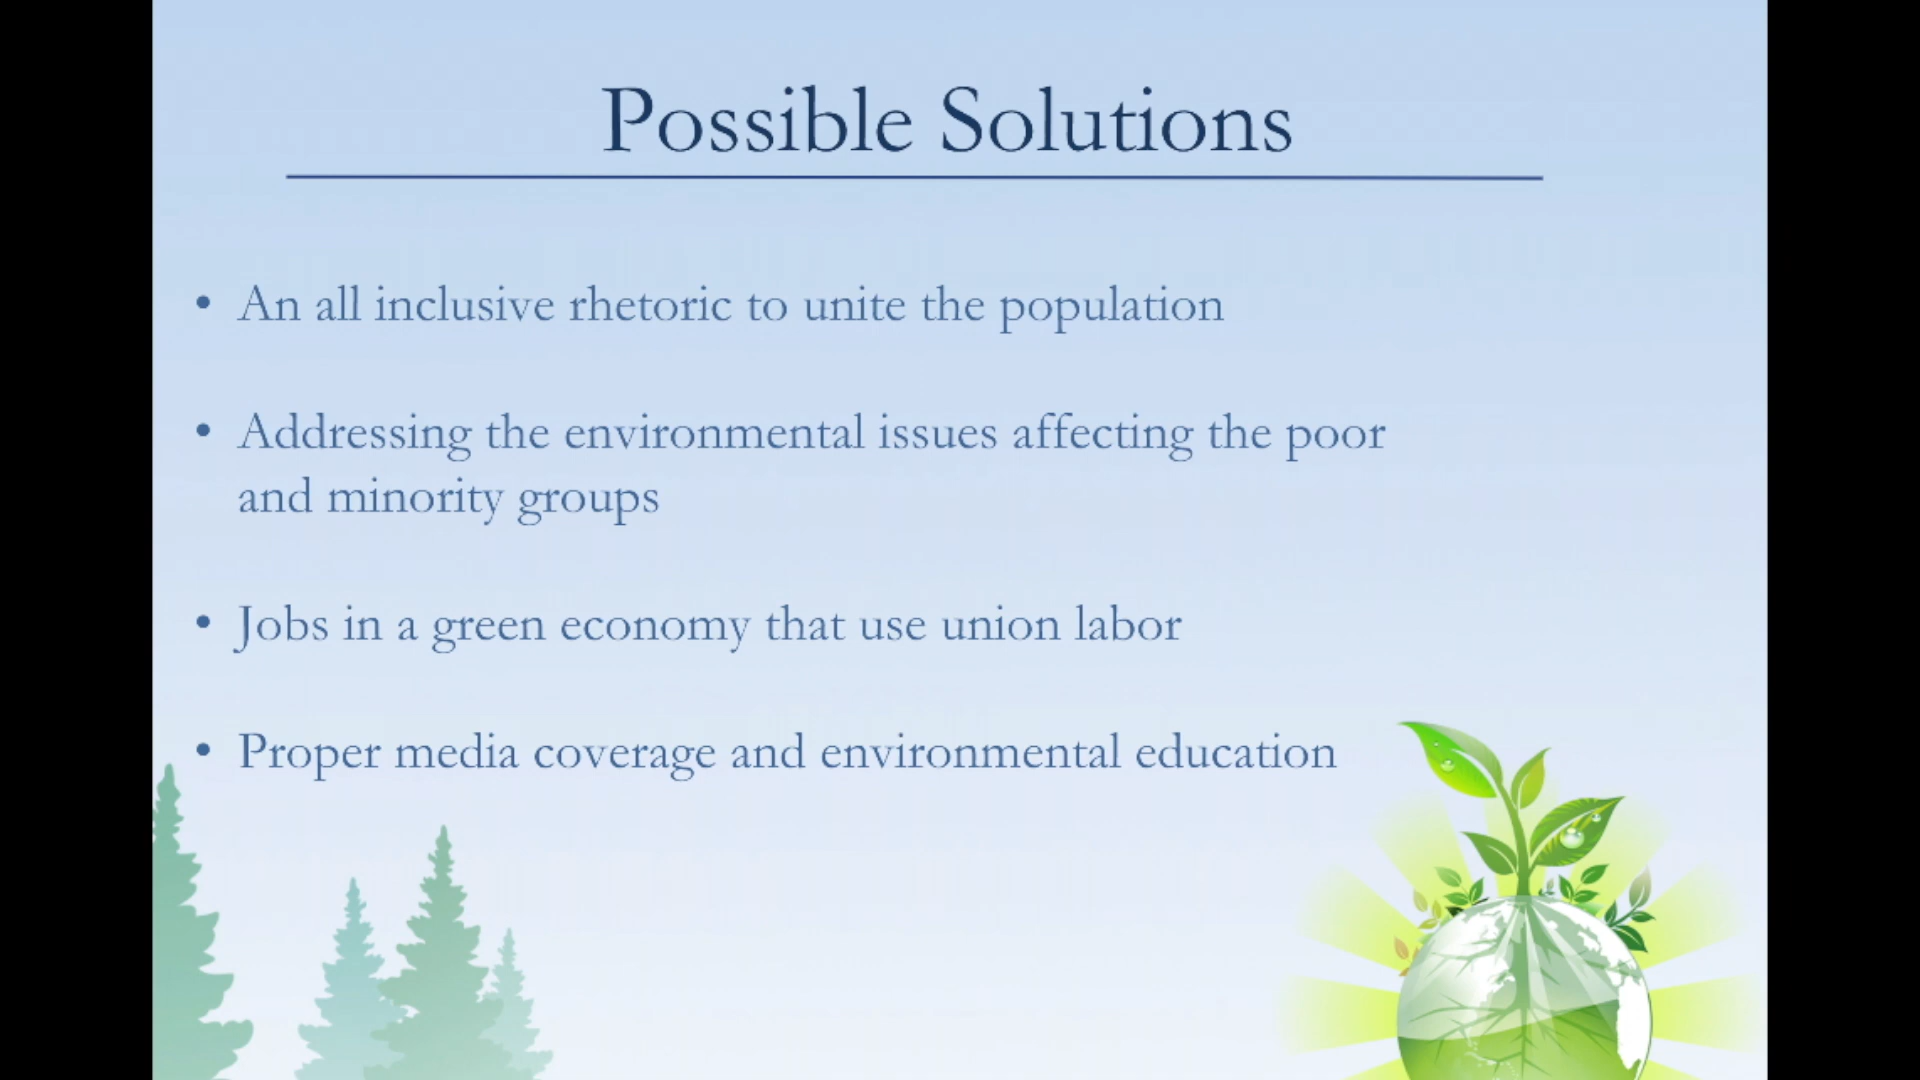 Possible Solutions
• An all inclusive rhetoric to unite the population
• Addressing the environmental issues affecting the poor
and minority groups
• Jobs in a green economy that use union labor
• Proper media coverage and environmental education